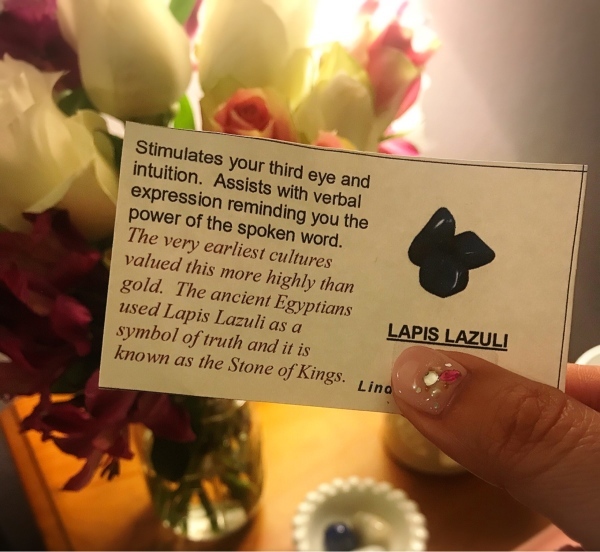 Stimulates your third eye and
intuition.  Assists with verbal
expression reminding you the
power of the spoken word.
The very earliest cultures
valued this more highly than
gold.  The ancient Egyptians
used Lapis Lazuli as a
symbol of truth and it is
known as the Stone of Kings.
LAPIS LAZULI